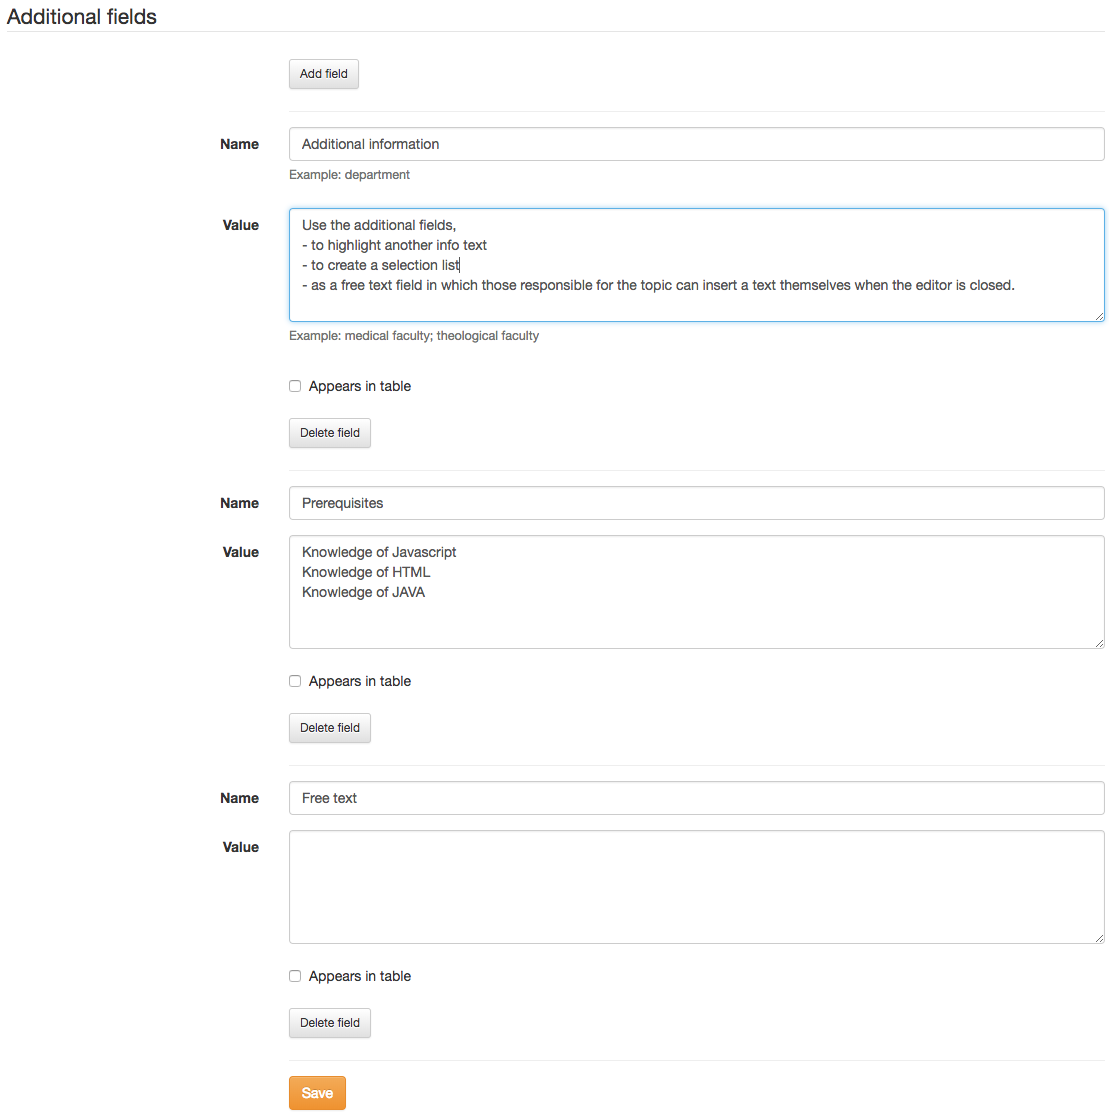 Additional fields
Add field
Name
Additional information
Example: department
Value
Use the additional fields,
- to highlight another info text
- to create a selection list
- as a free text field in which those responsible for the topic can insert a text themselves when the editor is closed.
Example: medical faculty; theological faculty
Appears in table
Delete field
Name
Prerequisites
Value
Knowledge of Javascript
Knowledge of HTML
Knowledge of JAVA
Appears in table
Delete field
Name
Free text
Value
Appears in table
Delete field
Save